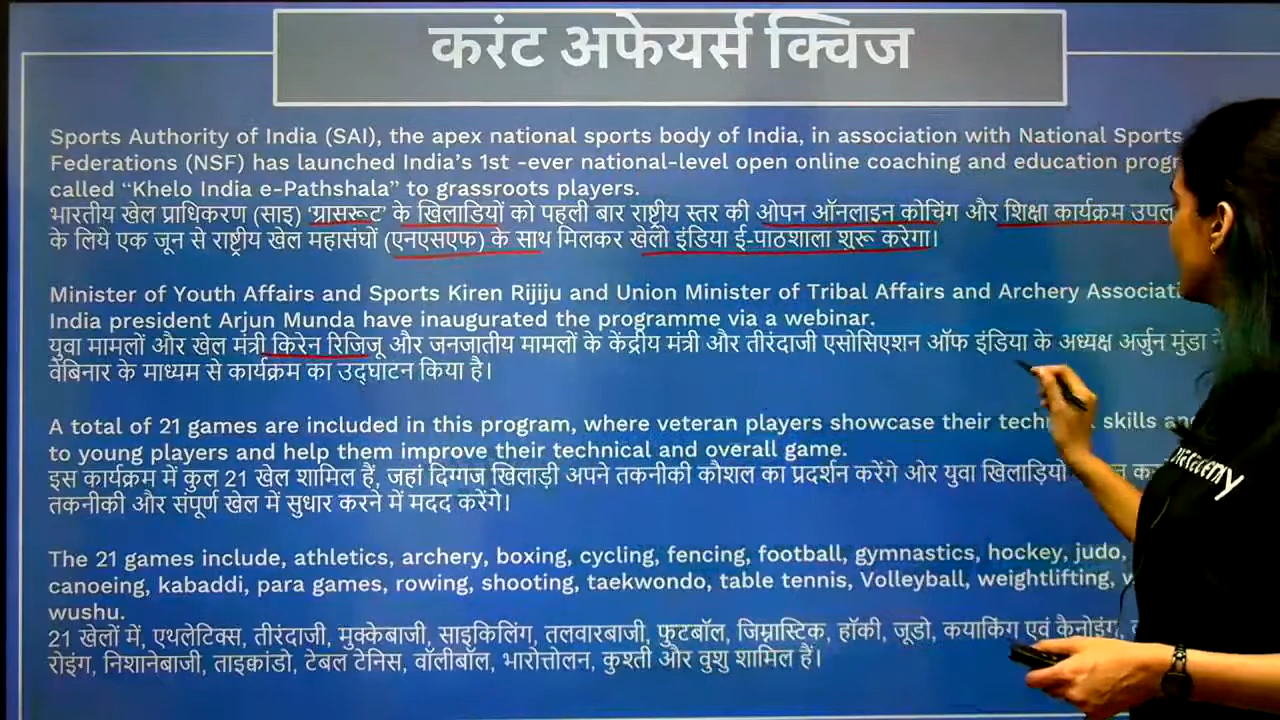 करंट अफेयर्स क्विज
Sports Authority of India (SAI), the apex national sports body of India, in association with National Sports
Federations (NSF) has launched India's 1st -ever national-level open online coaching and education
called "Khelo India e-Pathshala" to grassroots players.
भारतीय खेल प्राधिकरण (साइ) 'ग्रासरूट' के खिलाडियों को पहली बार राष्ट्रीय स्तर की ओपन ऑनलाइन कोचिंग और शिक्षा कार्यक्रम
के लिये एक जून से राष्ट्रीय खेल महासंघों (एनएसएफ) के साथ मिलकर खेलो इंडिया ई-पाठशाला शुरू करेगा।
Minister of Youth Affairs and Sports Kiren Rijiju and Union Minister of Tribal Affairs and Archery
India president Arjun Munda have inaugurated the programme via a webinar.
युवा मामलों और खेल मंत्री किरेन रिजिजू और जनजातीय मामलों के केंद्रीय मंत्री और तीरंदाजी एसोसिएशन ऑफ इंडिया के अध्यक्ष अर्जुन मुंडा ने
वेबिनार के माध्यम से कार्यक्रम का उद्घाटन किया है।
A total of 21 games are included in this program, where veteran players showcase their skills
to young players and help them improve their technical and overall game.
इस कार्यक्रम में कुल 21 खेल शामिल हैं, जहां दिग्गज खिलाड़ी अपने तकनीकी कौशल का प्रदर्शन करेंगे ओर युवा
तकनीकी और संपूर्ण खेल में सुधार करने में मदद करेंगे।
The 21 games include, athletics, archery, boxing, cycling, fencing, football, gymnastics, hockey, judo,
canoeing, kabaddi, para games, rowing, shooting, taekwondo, table tennis, Volleyball, weightlifting,
wushu.
21 खेलों में, एथलेटिक्स, तीरंदाजी, मुक्केबाजी, साइकिलिंग, तलवारबाजी, फुटबॉल, जिम्नास्टिक, हॉकी, जूडो, कयाकिंग एवं कैनोइंग,
रोइंग, निशानेबाजी, ताइक्वांडो, टेबल टेनिस, वॉलीबॉल, भारोत्तोलन, कुश्ती और वुशु शामिल हैं।